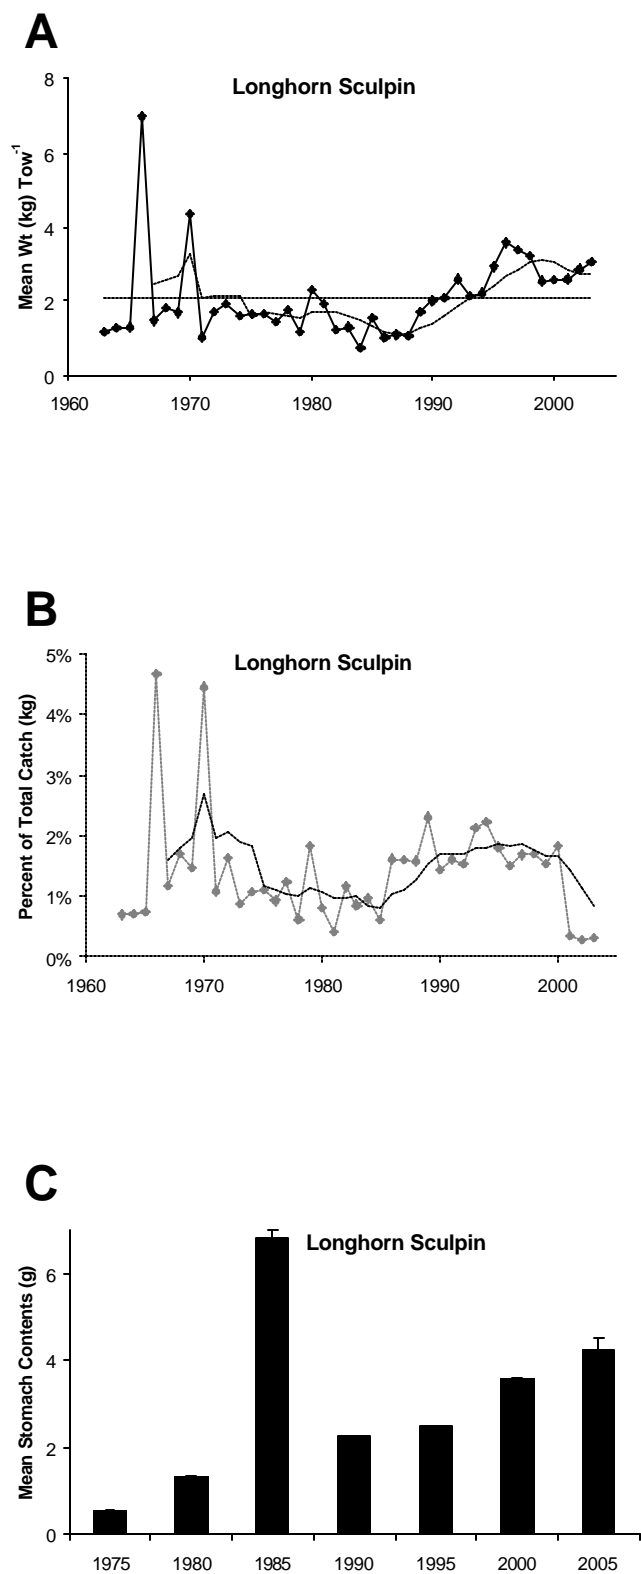 A
Longhorn Sculpin
Mean Wt (kg) Tow-1
8
6
4
2
0
1960 1970 1980 1990 2000
B
Longhorn Sculpin
Percent of Total Catch (kg)
5%
4%
3%
2%
1%
0%
1960 1970 1980 1990 2000
C
Longhorn Sculpin
Mean Stomach Contents (g)
6
4
2
0
1975 1980 1985 1990 1995 2000 2005